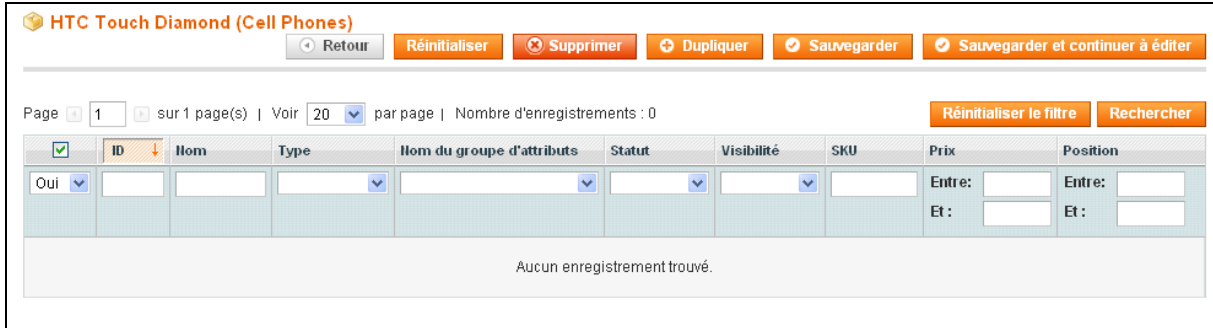 HTC Touch Diamond (Cell Phones)
Retour Réinitialiser Supprimer Dupliquer Sauvegarder Sauvegarder et continuer à éditer
Page 1 sur 1 page(s) | Voir 20 par page | Nombre d'enregistrements : 0 Réinitialiser le filtre Rechercher
ID Nom Type Nom du groupe d'attributs Statut Visibilité SKU Prix Position
Oui Entre: Entre:
Et : Et :
Aucun enregistrement trouvé.